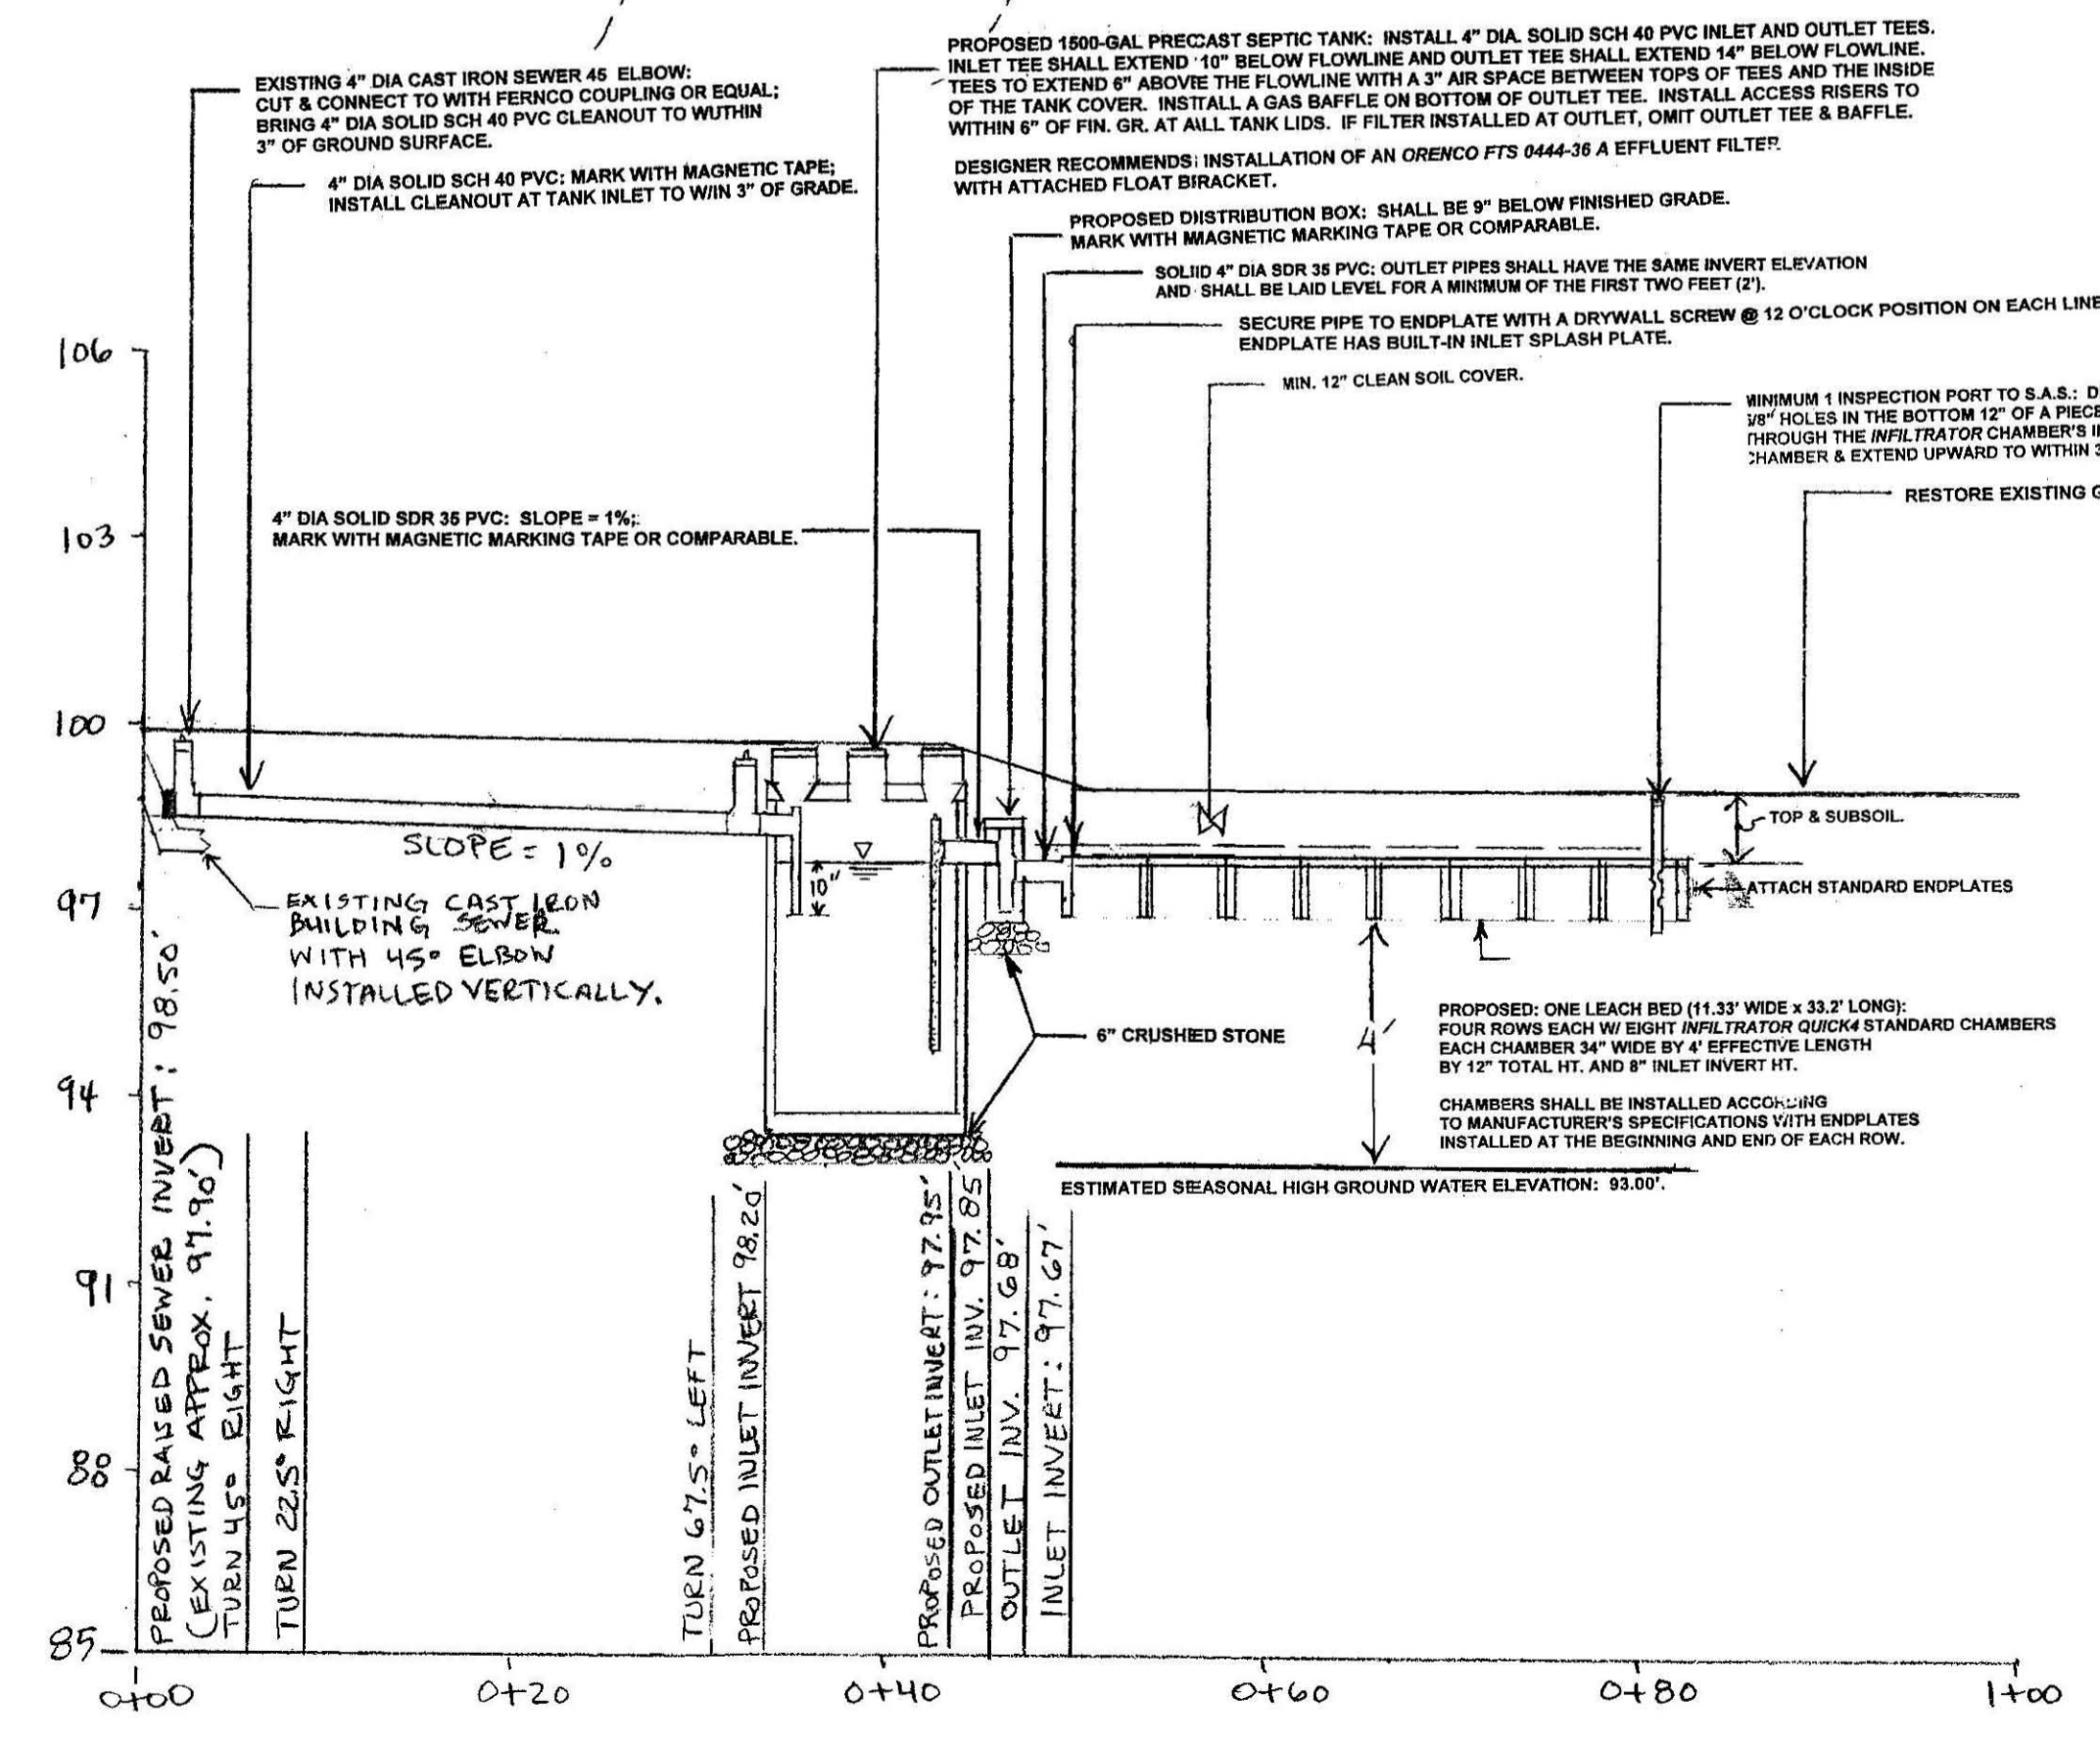 PROPOSED 1500-GAL PRECCAST SEPTIC TANK: INSTALL 4" DIA. SOLID SCH 40 PVC INLET AND OUTLET TEES.
INLET TEE SHALL EXTEND 10" BELOW FLOWLINE AND OUTLET TEE SHALL EXTEND 14" BELOW FLOWLINE.
TEES TO EXTEND 6" ABOVTE THE FLOWLINE WITH A 3" AIR SPACE BETWEEN TOPS OF TEES AND THE INSIDE
OF THE TANK COVER. INSTTALL A GAS BAFFLE ON BOTTOM OF OUTLET TEE. INSTALL ACCESS RISERS TO
WITHIN 6" OF FIN. GR. AT ALL TANK LIDS. IF FILTER INSTALLED AT OUTLET, OMIT OUTLET TEE & BAFFLE.
DESIGNER RECOMMENDS: INSTALLATION OF AN ORENCO FTS 0444-36 A EFFLUENT FILTER
WITH ATTACHED FLOAT BIRACKET.
EXISTING 4" DIA CAST IRON SEWER 45 ELBOW:
CUT & CONNECT TO WITH FERNCO COUPLING OR EQUAL;
BRING 4" DIA SOLID SCH 40 PVC CLEANOUT TO WUTHIN
3" OF GROUND SURFACE.
4" DIA SOLID SCH 40 PVC: MARK WITH MAGNETIC TAPE;
INSTALL CLEANOUT AT TANK INLET TO W/IN 3" OF GRADE.
PROPOSED DIISTRIBUTION BOX: SHALL BE 9" BELOW FINISHED GRADE.
MARK WITH MAGNETIC MARKING TAPE OR COMPARABLE.
SOLIID 4" DIA SDR 35 PVC: OUTLET PIPES SHALL HAVE THE SAME INVERT ELEVATION
AND SHALL BE LAID LEVEL FOR A MINIMUM OF THE FIRST TWO FEET (2').
SECURE PIPE TO ENDPLATE WITH A DRYWALL SCREW @ 12 O'CLOCK POSITION ON EACH LINE
ENDPLATE HAS BUILT-IN INLET SPLASH PLATE.
MIN. 12" CLEAN SOIL COVER.
MINIMUM 1 INSPECTION PORT TO S.A.S.: D
3/8" HOLES IN THE BOTTOM 12" OF A PIECE
THROUGH THE INFILTRATOR CHAMBER'S
CHAMBER & EXTEND UPWARD TO WITHIN 3
RESTORE EXISTING G
4" DIA SOLID SDR 35 PVC: SLOPE = 1%;
MARK WITH MAGNETIC MARKING TAPE OR COMPARABLE.
106
103
100
97
94
91
88
85
SLOPE = 1%
10"
TOP & SUBSOIL.
ATTACH STANDARD ENDPLATES
EXISTING CAST IRON
BUILDING SEWER
WITH 45° ELBOW
INSTALLED VERTICALLY.
6" CRUSHED STONE
4'
PROPOSED: ONE LEACH BED (11.33' WIDE x 33.2' LONG):
FOUR ROWS EACH W/ EIGHT INFILTRATOR QUICK4 STANDARD CHAMBERS
EACH CHAMBER 34" WIDE BY 4' EFFECTIVE LENGTH
BY 12" TOTAL HT. AND 8" INLET INVERT HT.
CHAMBERS SHALL BE INSTALLED ACCORDING
TO MANUFACTURER'S SPECIFICATIONS WITH ENDPLATES
INSTALLED AT THE BEGINNING AND END OF EACH ROW.
ESTIMATED SEASONAL HIGH GROUND WATER ELEVATION: 93.00'.
PROPOSED RAISED SEWER INVERT: 98.50'
(EXISTING APPROX. 97.90')
TURN 45° RIGHT
TURN 22.5° RIGHT
TURN 67.5° LEFT
PROPOSED INLET INVERT 98.20'
PROPOSED OUTLET INVERT: 97.95'
PROPOSED INLET INV. 97.85
OUTLET INV. 97.68'
INLET INVERT: 97.67'
0+00
0+20
0+40
0+60
0+80
1+00